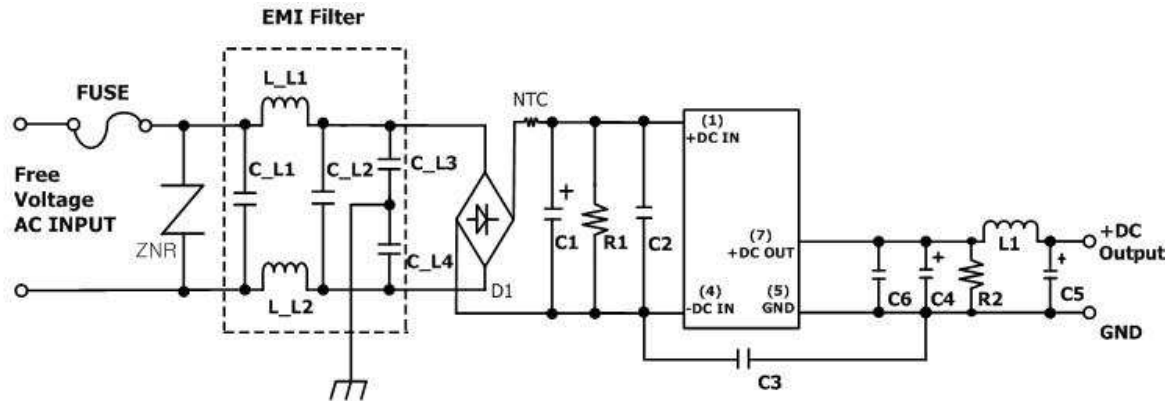 EMI Filter
L_L1
FUSE
NTC
(1)
+DC IN
C_L1
C_L2
C_L3
Free
Voltage
AC INPUT
ZNR
+
C1
R1
C2
(7)
+DC OUT
L1
+DC
Output
C_L4
D1
L_L2
(4)
-DC IN
(5)
GND
+
+
C6
C4
R2
C5
GND
C3